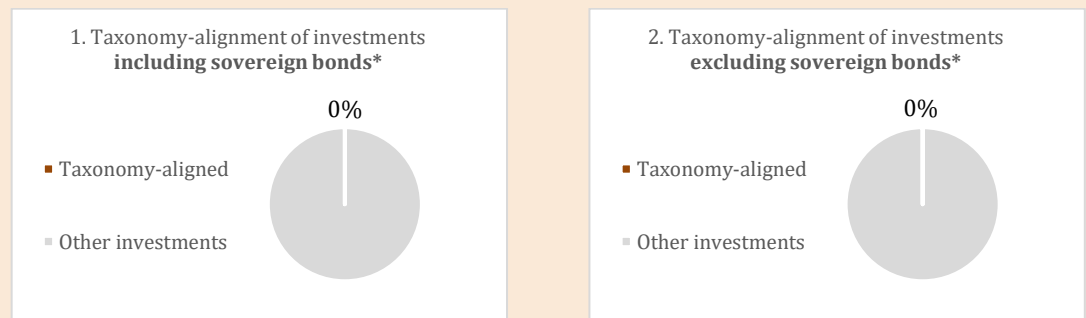 1. Taxonomy-alignment of investments
including sovereign bonds*
0%
Taxonomy-aligned
Other investments
2. Taxonomy-alignment of investments
excluding sovereign bonds*
0%
Taxonomy-aligned
Other investments